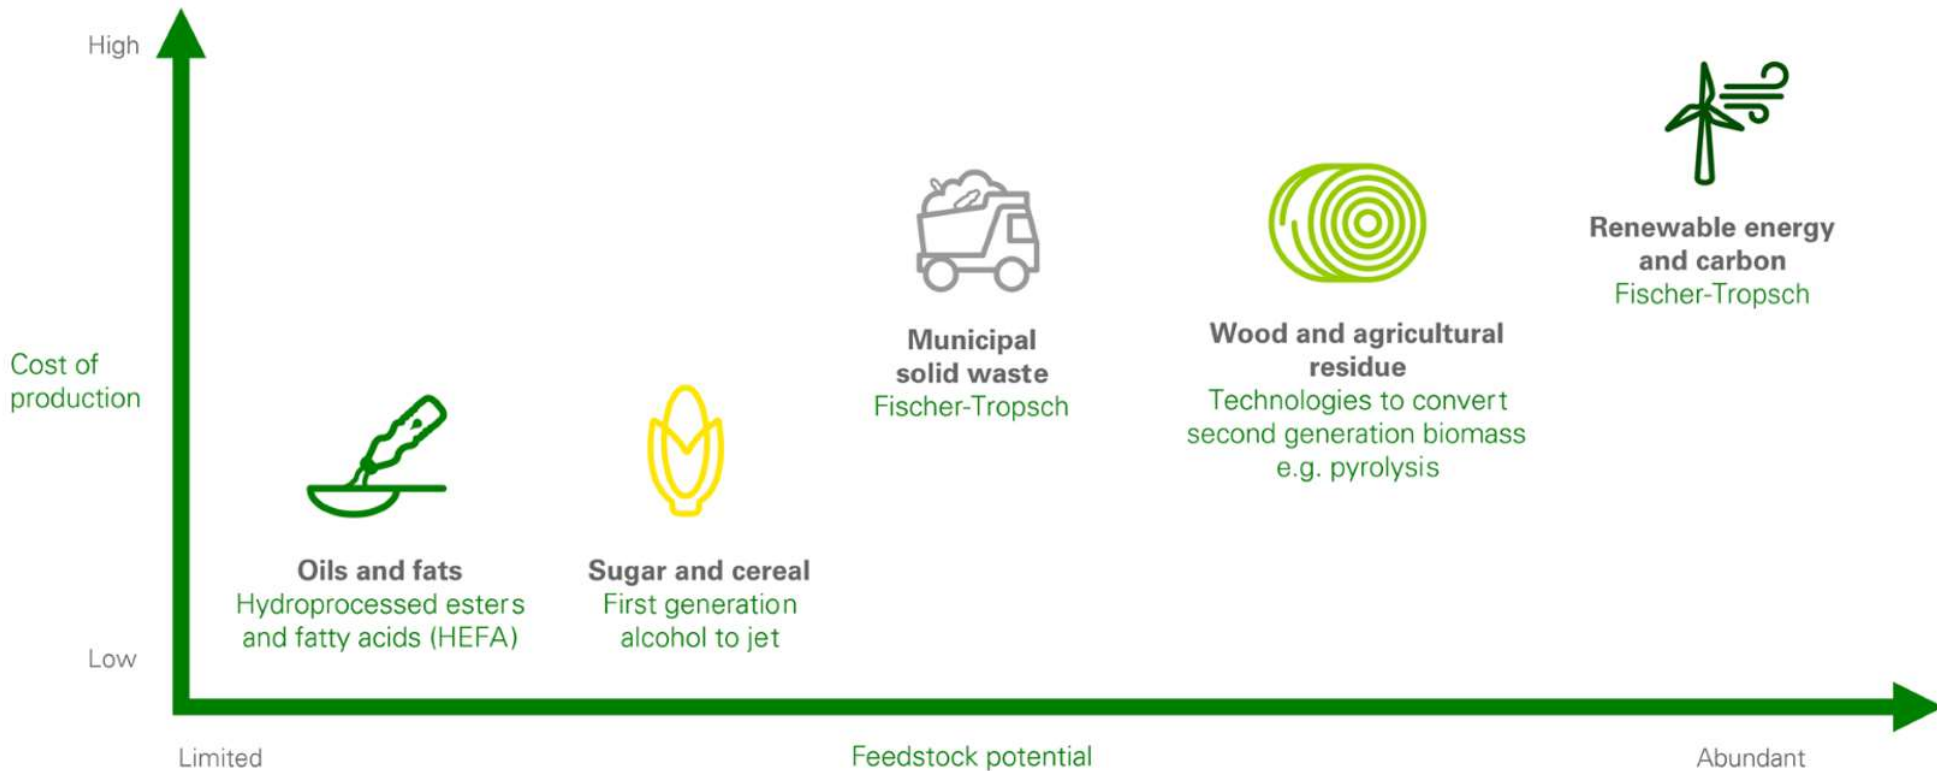 High
Cost of
production
Low
Oils and fats
Hydroprocessed esters
and fatty acids (HEFA)
Sugar and cereal
First generation
alcohol to jet
Municipal
solid waste
Fischer-Tropsch
Wood and agricultural
residue
Technologies to convert
second generation biomass
e.g. pyrolysis
Renewable energy
and carbon
Fischer-Tropsch
Limited
Feedstock potential
Abundant